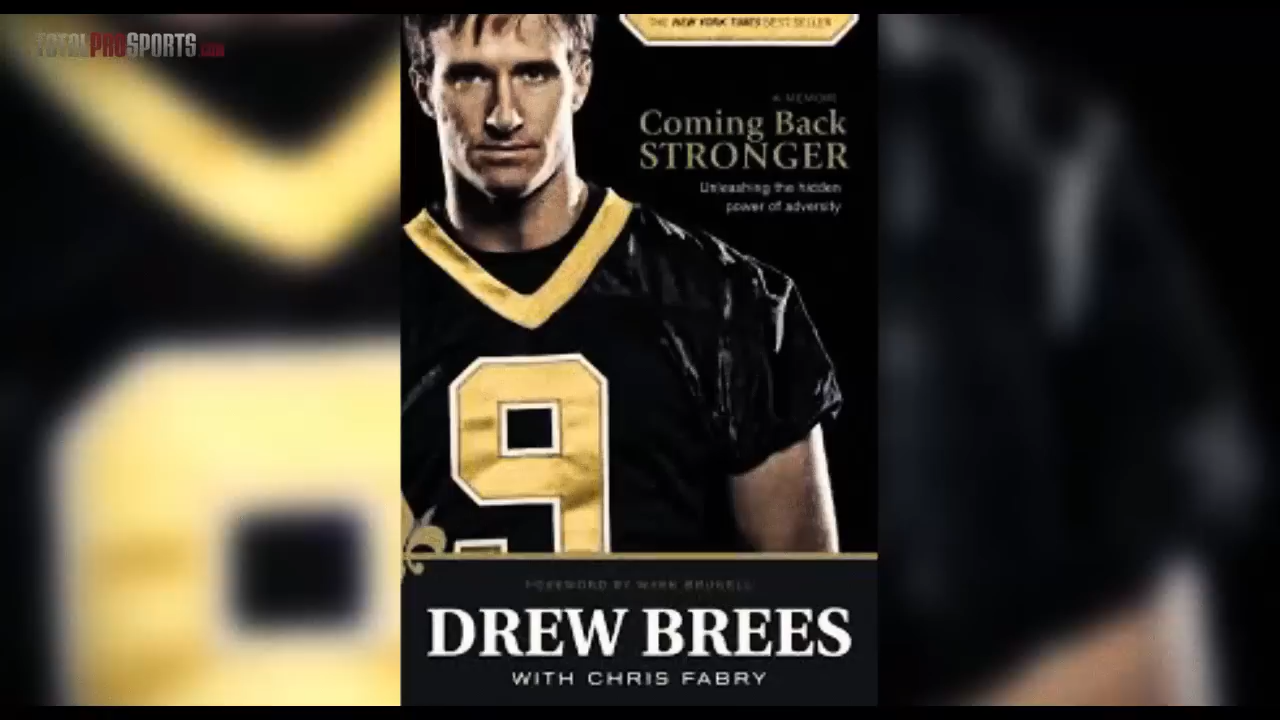 TOTALPROSPORTS.com
THE NEW YORK TIMES BEST SELLER
A MEMOIR
Coming Back
STRONGER
Unleashing the hidden
power of adversity
9
FOREWORD BY MARK BRUNELL
DREW BREES
WITH CHRIS FABRY